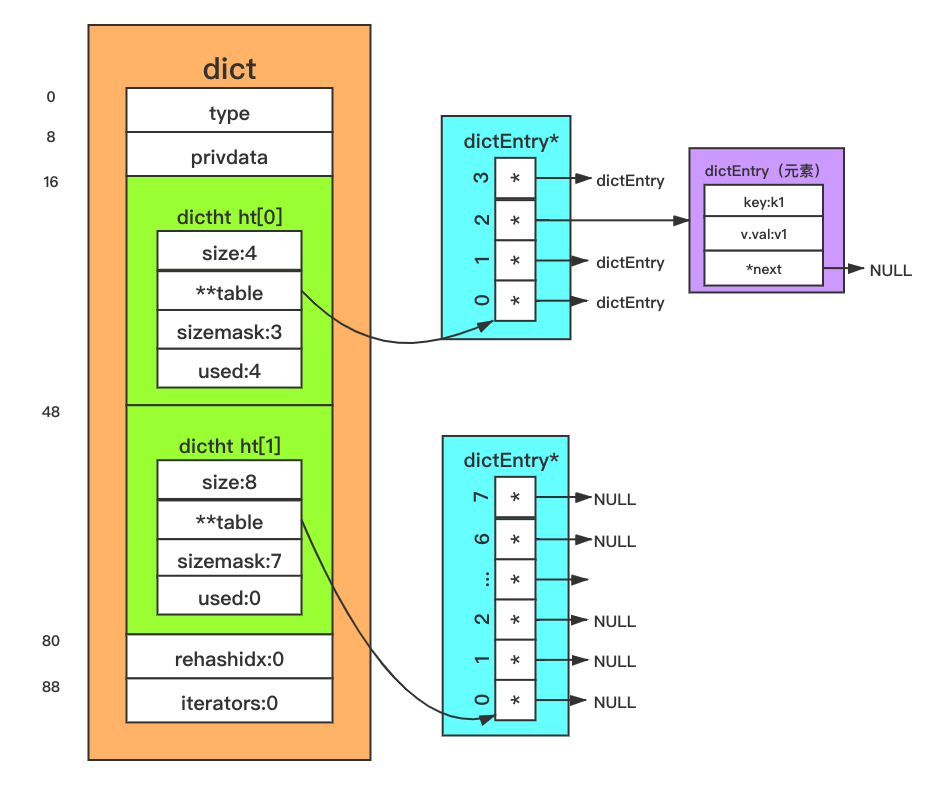 dict
0
type
8
privdata
16
dictht ht[0]
size:4
**table
sizemask:3
used:4
48
dictht ht[1]
size:8
**table
sizemask:7
used:0
80
rehashidx:0
88
iterators:0
dictEntry*
3 * dictEntry
2 *
1 * dictEntry
0 * dictEntry
dictEntry（元素）
key:k1
v.val:v1
*next NULL
dictEntry*
7 * NULL
6 * NULL
... *
2 * NULL
1 * NULL
0 * NULL